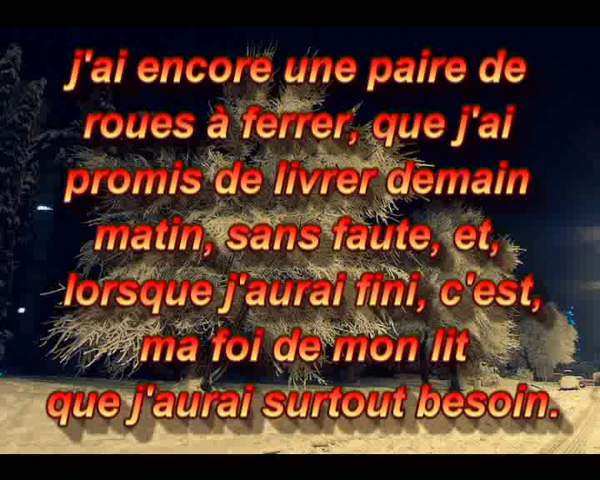 j'ai encore une paire de
roues à ferrer, que j'ai
promis de livrer demain
matin, sans faute, et,
lorsque j'aurai fini, c'est,
ma foi de mon lit
que j'aurai surtout besoin.